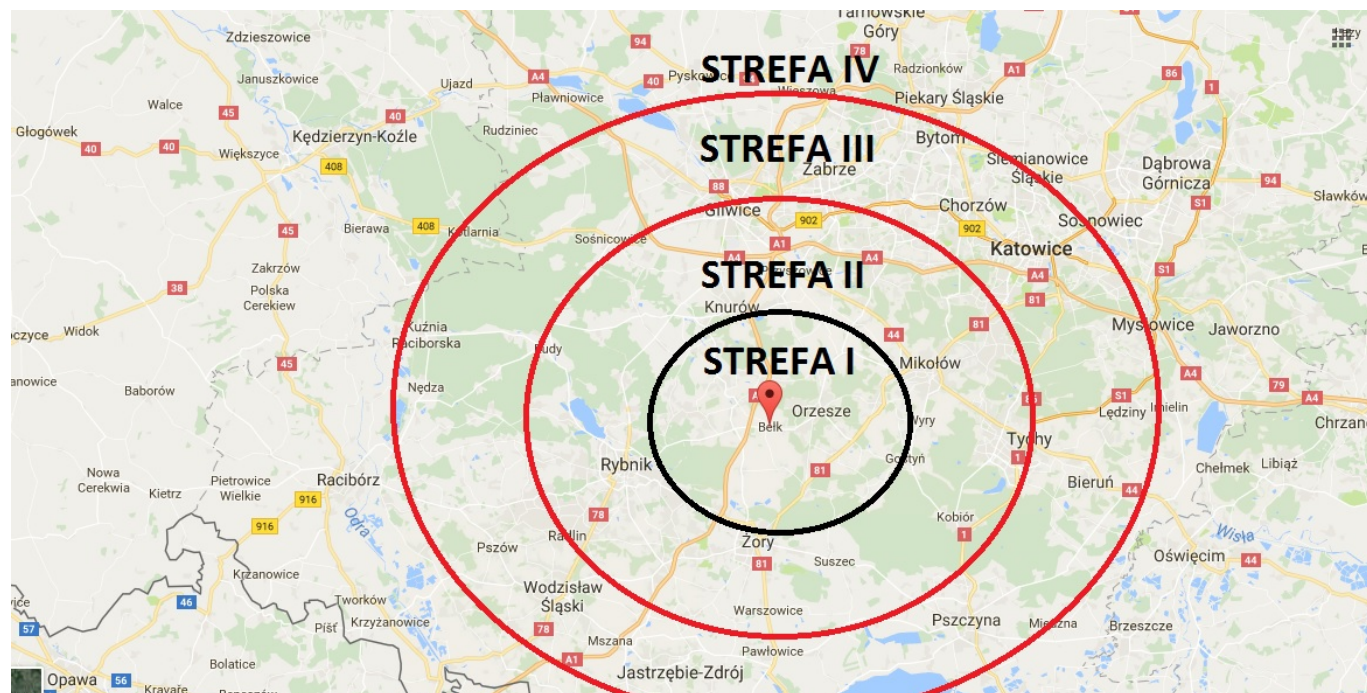 Tarnowskie
Góry
Zdzieszowice
94
78
A4
A1
STREFA IV
Januszkowice
Ujazd
40
Pyskow
Radzionków
86
1
Walce
45
Pławniowice
Wieszowa
Piekary Śląskie
Głogówek
40
40
Kędzierzyn-Koźle
40
Rudziniec
STREFA III
Bytom
Większyce
408
Zabrze
Siemianowice
Śląskie
Dąbrowa
Górnicza
94
88
Gliwice
Chorzów
Sosnowiec
S1
Sławków
45
Bierawa
408
Kotlarnia
Sośnicowice
902
A1
902
Katowice
A4
A4
A4
S1
Zakrzów
Polska
Cerekiew
38
Przyszowice
STREFA II
81
Knurów
Widok
Kuźnia
Raciborska
44
81
Mysłowice
Jaworzno
45
Rudy
STREFA I
Mikołów
Baborów
Nędza
A4
79
86
S1
A4
Orzesze
Lędziny
Imielin
Bełk
Wyry
Tychy
Rybnik
81
Gostyń
1
Chełmek
Libiąż
Nowa
Cerekwia
Kietrz
Pietrowice
Wielkie
Racibórz
Bieruń
44
916
916
Odra
78
Kobiór
1
Wisła
Radlin
Pszów
Żory
81
Suszec
Oświęcim
44
Krzanowice
Wodzisław
Śląski
46
57
Tworków
Píšť
Krzyżanowice
Warszowice
Pszczyna
Miedźna
Brzeszcze
78
Mszana
A1
Pawłowice
Bolatice
Jastrzębie-Zdrój
Opawa
56
Kravaře